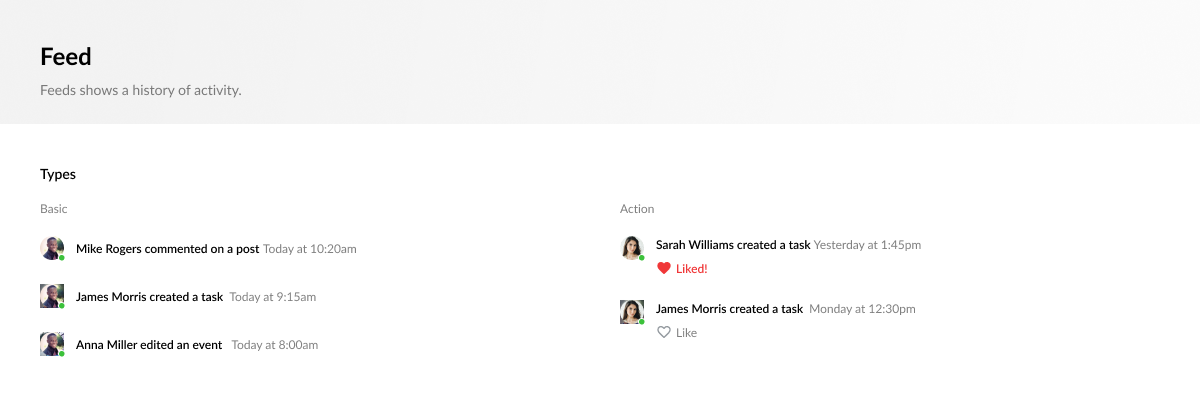 Feed
Feeds shows a history of activity.
Types
Basic
Mike Rogers commented on a post Today at 10:20am
James Morris created a task Today at 9:15am
Anna Miller edited an event Today at 8:00am
Action
Sarah Williams created a task Yesterday at 1:45pm
Liked!
James Morris created a task Monday at 12:30pm
Like